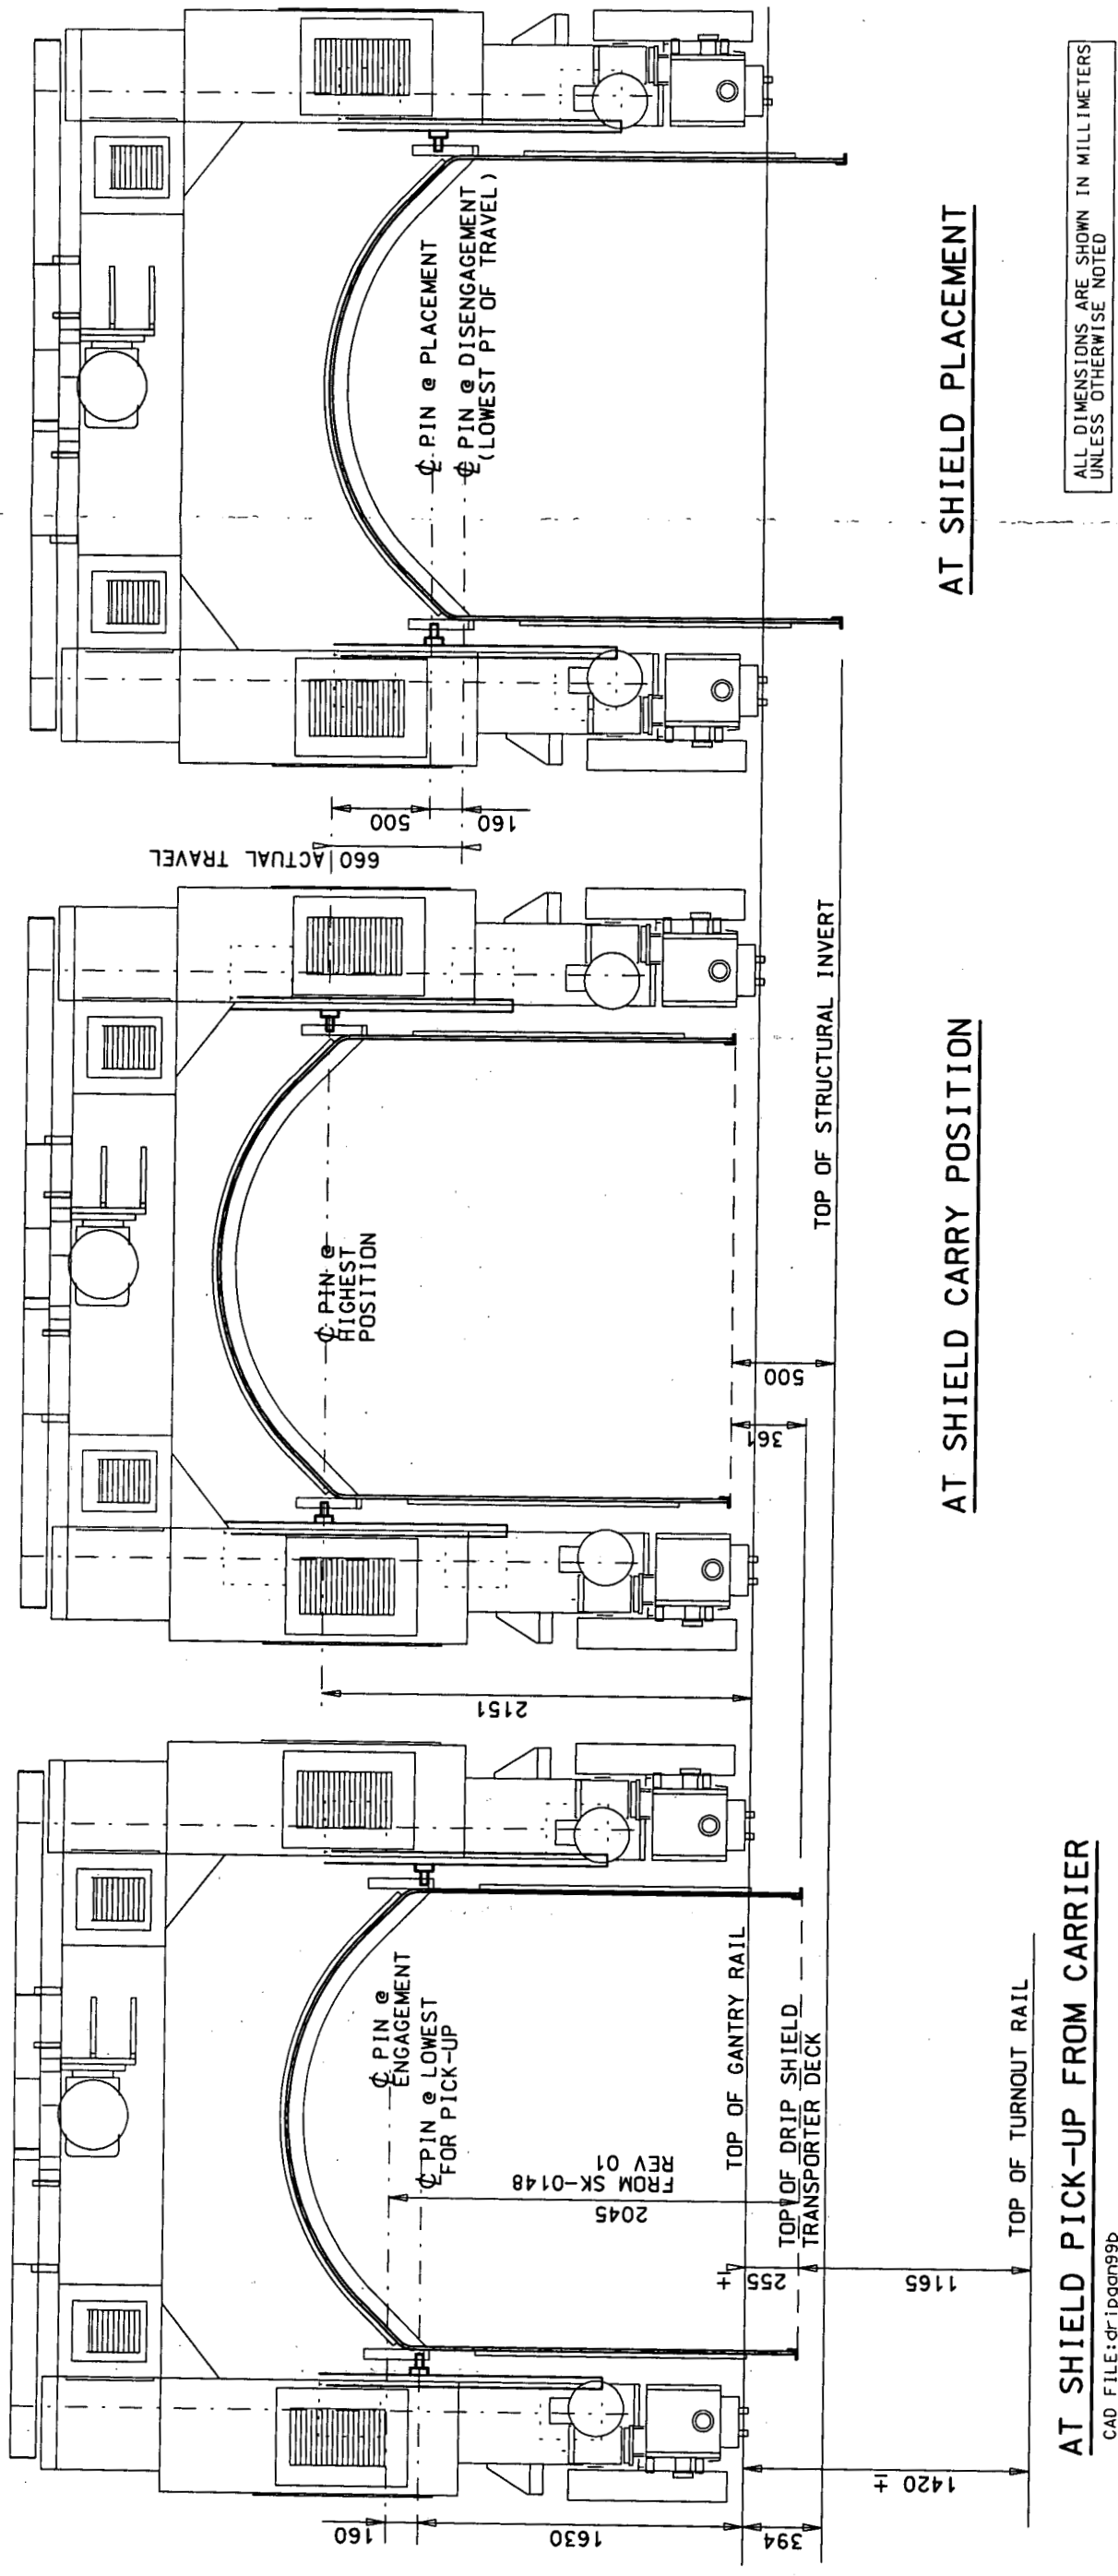 160
1630
394
1420 ±
℄ PIN @
ENGAGEMENT
℄ PIN @ LOWEST
FOR PICK-UP
2045
FROM SK-0148
REV 01
TOP OF GANTRY RAIL
255 ±
TOP OF DRIP SHIELD
TRANSPORTER DECK
1165
TOP OF TURNOUT RAIL
AT SHIELD PICK-UP FROM CARRIER
CAD FILE:dripgan99b
2151
℄ PIN @
HIGHEST
POSITION
361
500
TOP OF STRUCTURAL INVERT
AT SHIELD CARRY POSITION
660 ACTUAL TRAVEL
500
160
℄ PIN @ PLACEMENT
℄ PIN @ DISENGAGEMENT
(LOWEST PT OF TRAVEL)
AT SHIELD PLACEMENT
ALL DIMENSIONS ARE SHOWN IN MILLIMETERS
UNLESS OTHERWISE NOTED